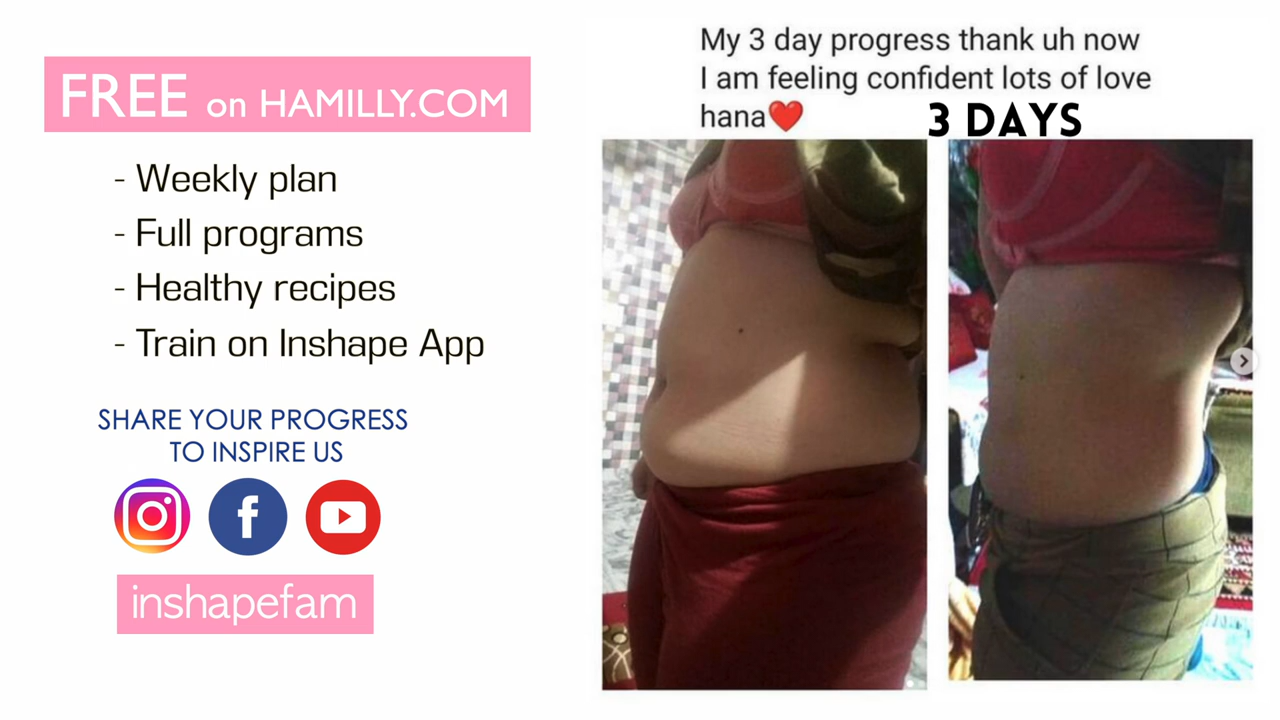 FREE on HAMILLY.COM
- Weekly plan
- Full programs
- Healthy recipes
- Train on Inshape App
SHARE YOUR PROGRESS
TO INSPIRE US
inshapefam
My 3 day progress thank uh now
I am feeling confident lots of love
hana❤️
3 DAYS